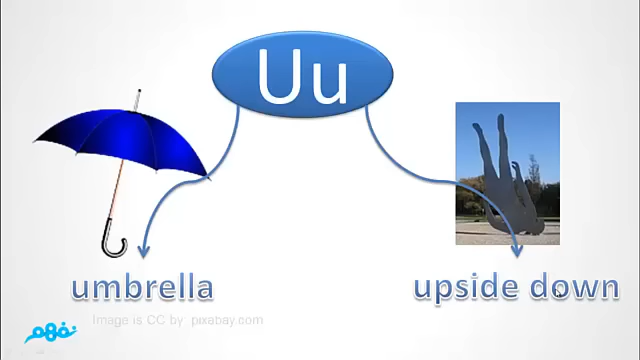 Uu
umbrella
upside down
Image is CC by: pixabay.com
نفهم